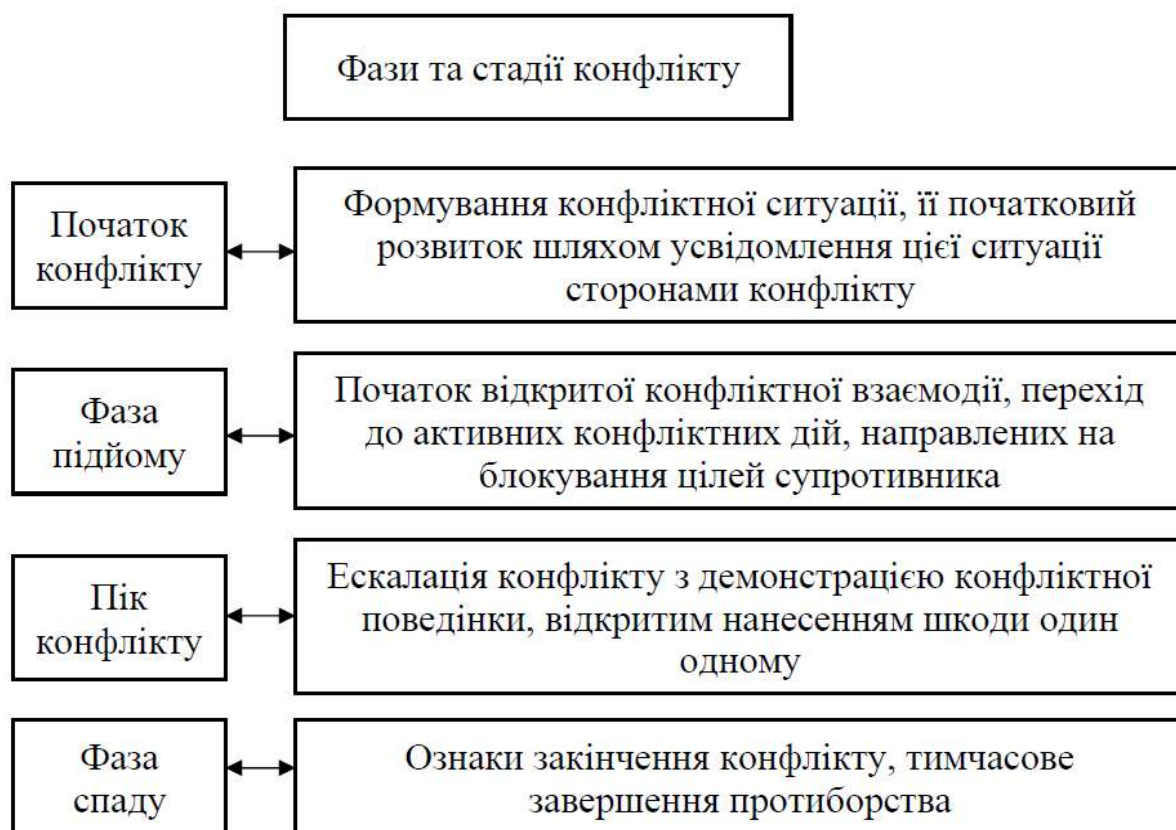 Фази та стадії конфлікту
Початок
конфлікту
Формування конфліктної ситуації, її початковий
розвиток шляхом усвідомлення цієї ситуації
сторонами конфлікту
Фаза
підйому
Початок відкритої конфліктної взаємодії, перехід
до активних конфліктних дій, направлених на
блокування цілей супротивника
Пік
конфлікту
Ескалація конфлікту з демонстрацією конфліктної
поведінки, відкритим нанесенням шкоди один
одному
Фаза
спаду
Ознаки закінчення конфлікту, тимчасове
завершення протиборства